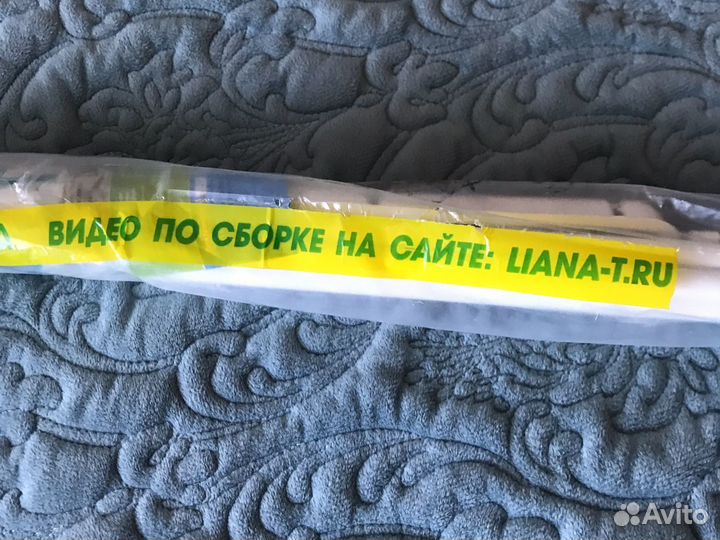 ВИДЕО ПО СБОРКЕ НА САЙТЕ: LIANA-T.RU
Avito